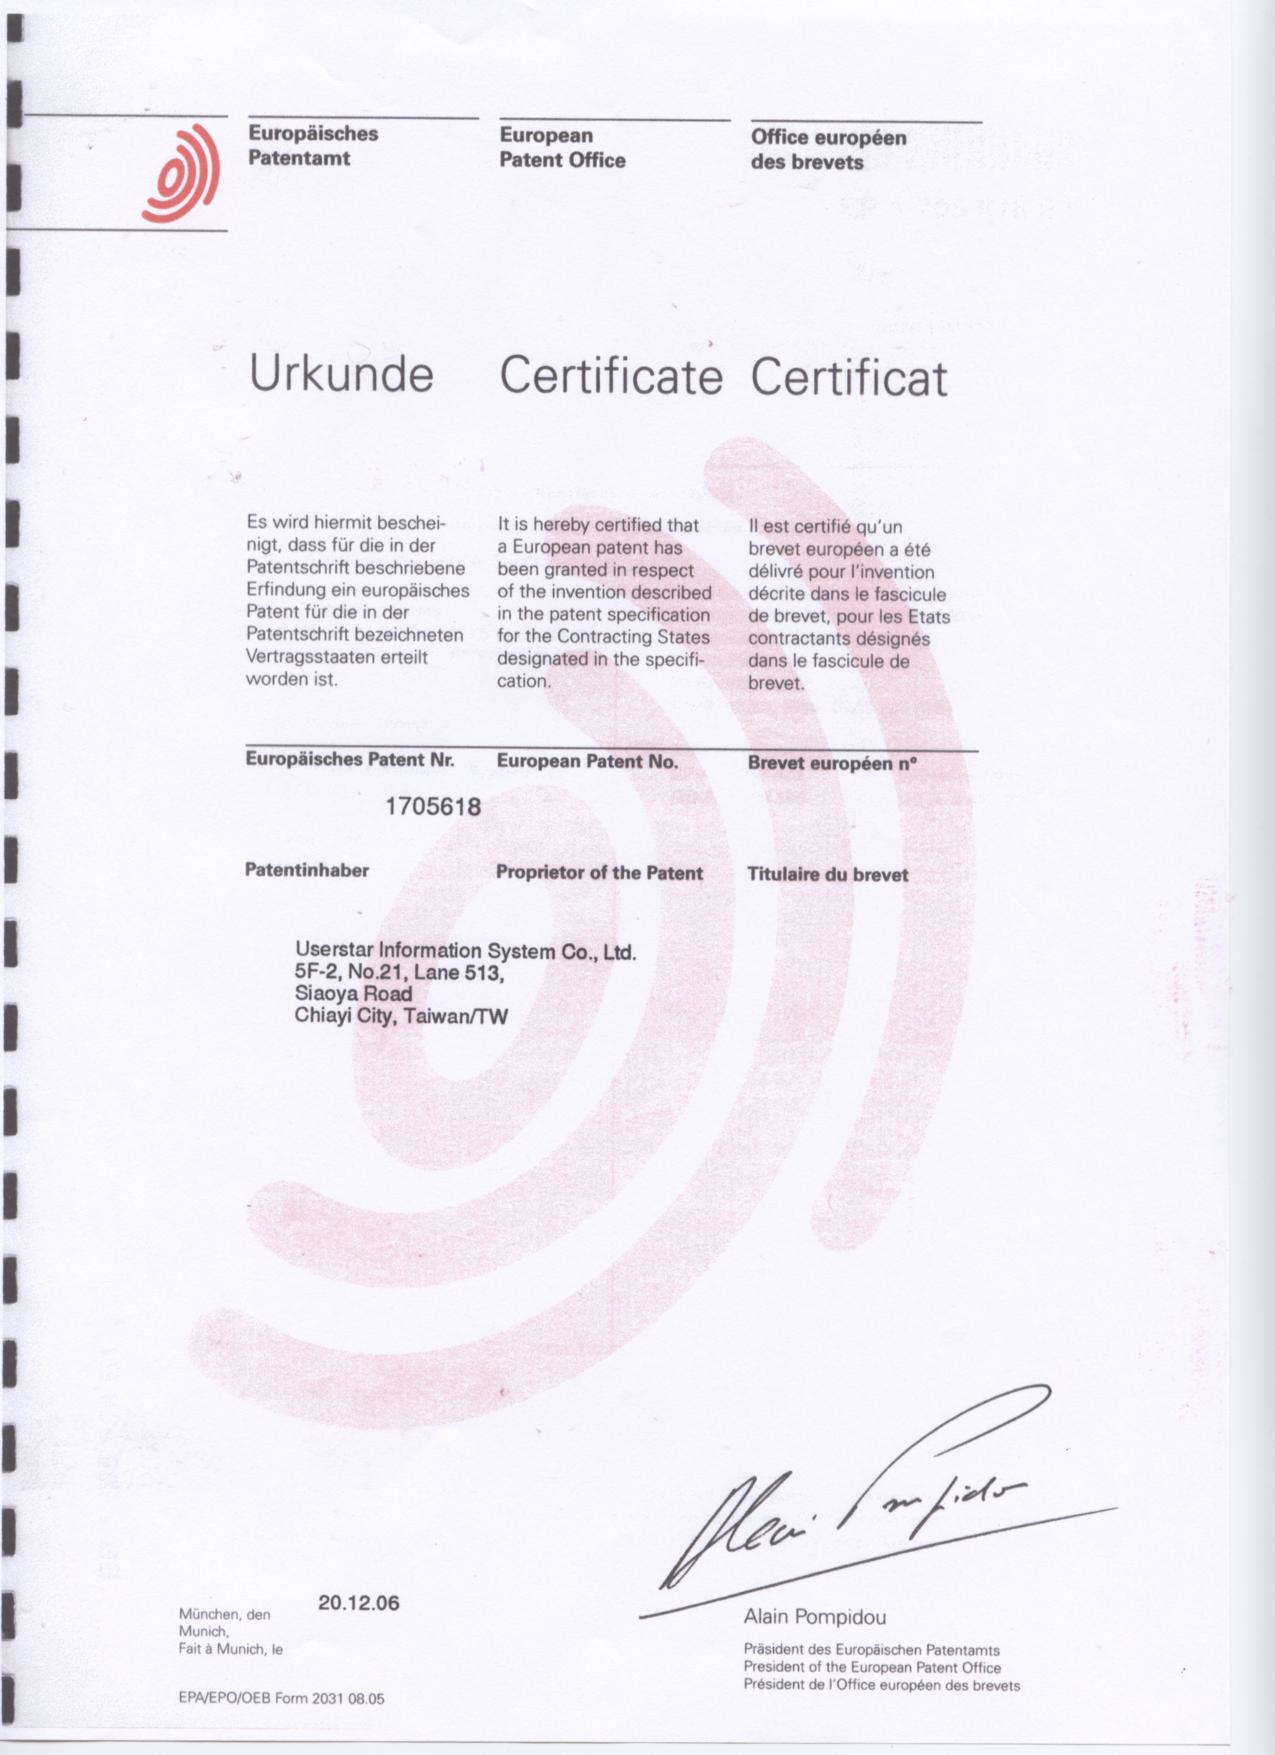 Europäisches
Patentamt
European
Patent Office
Office européen
des brevets
Urkunde
Certificate
Certificat
Es wird hiermit beschei-
nigt, dass für die in der
Patentschrift beschriebene
Erfindung ein europäisches
Patent für die in der
Patentschrift bezeichneten
Vertragsstaaten erteilt
worden ist.
It is hereby certified that
a European patent has
been granted in respect
of the invention described
in the patent specification
for the Contracting States
designated in the specifi-
cation.
Il est certifié qu'un
brevet européen a été
délivré pour l'invention
décrite dans le fascicule
de brevet, pour les Etats
contractants désignés
dans le fascicule de
brevet.
Europäisches Patent Nr.
European Patent No.
Brevet européen nº
1705618
Patentinhaber
Proprietor of the Patent
Titulaire du brevet
Userstar Information System Co., Ltd.
5F-2, No.21, Lane 513,
Siaoya Road
Chiayi City, Taiwan/TW
Alain Pompidou
München, den
Munich,
Fait à Munich, le
20.12.06
Alain Pompidou
Präsident des Europäischen Patentamts
President of the European Patent Office
Président de l'Office européen des brevets
EPA/EPO/OEB Form 2031 08.05